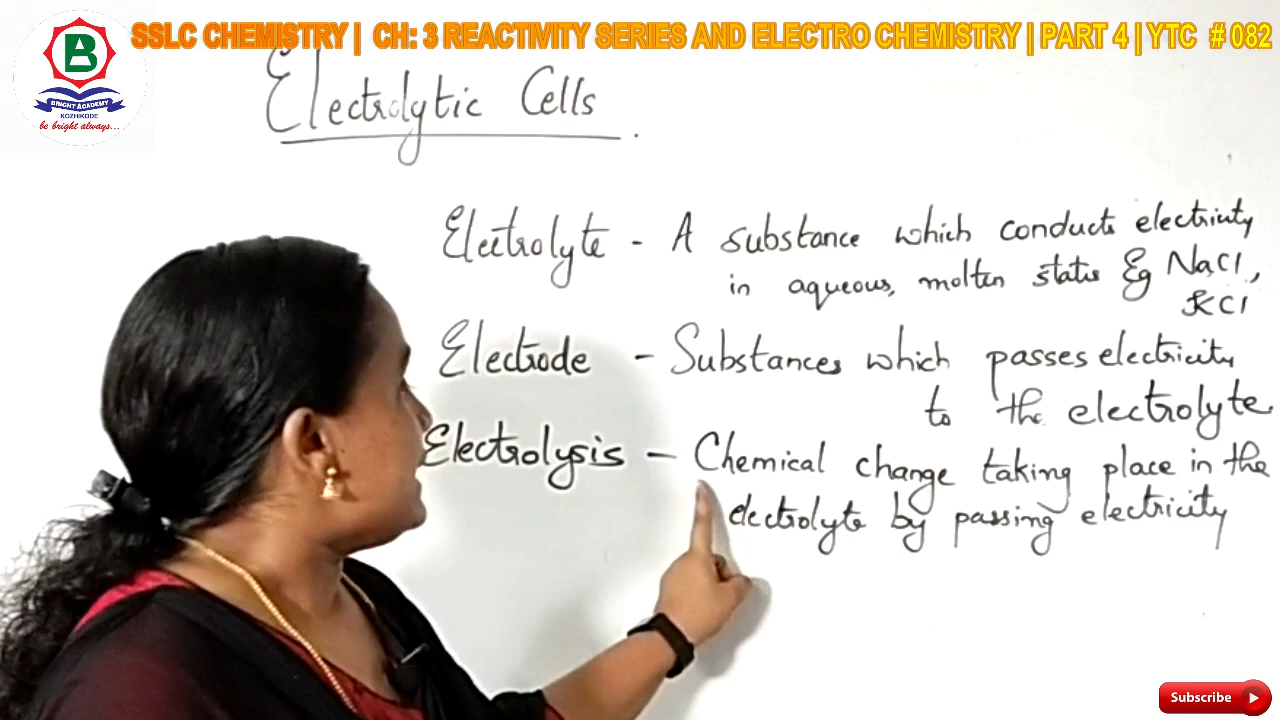 SSLC CHEMISTRY | CH: 3 REACTIVITY SERIES AND ELECTRO CHEMISTRY | PART 4 | YTC # 082
B
BRIGHT ACADEMY
KOZHIKODE
be bright always...
Electrolytic Cells
Electrolyte - A substance which conducts electricity
in aqueous, molten states Eg NaCl,
KCl
Electrode - Substances which passes electricity
to the electrolyte
Electrolysis - Chemical change taking place in the
electrolyte by passing electricity
Subscribe